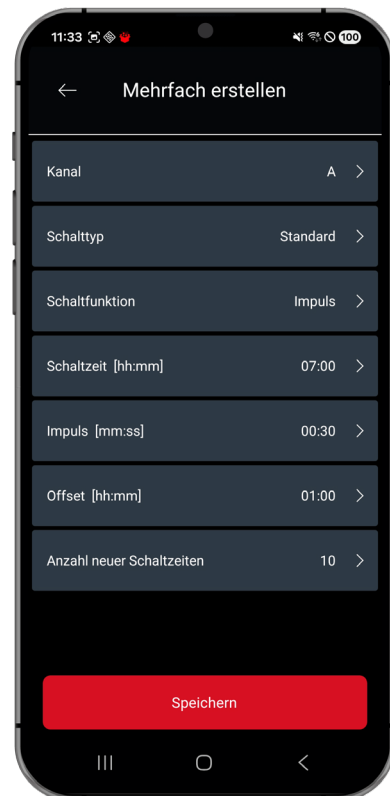 11:33 100
Mehrfach erstellen
Kanal A
Schalttyp Standard
Schaltfunktion Impuls
Schaltzeit [hh:mm] 07:00
Impuls [mm:ss] 00:30
Offset [hh:mm] 01:00
Anzahl neuer Schaltzeiten 10
Speichern